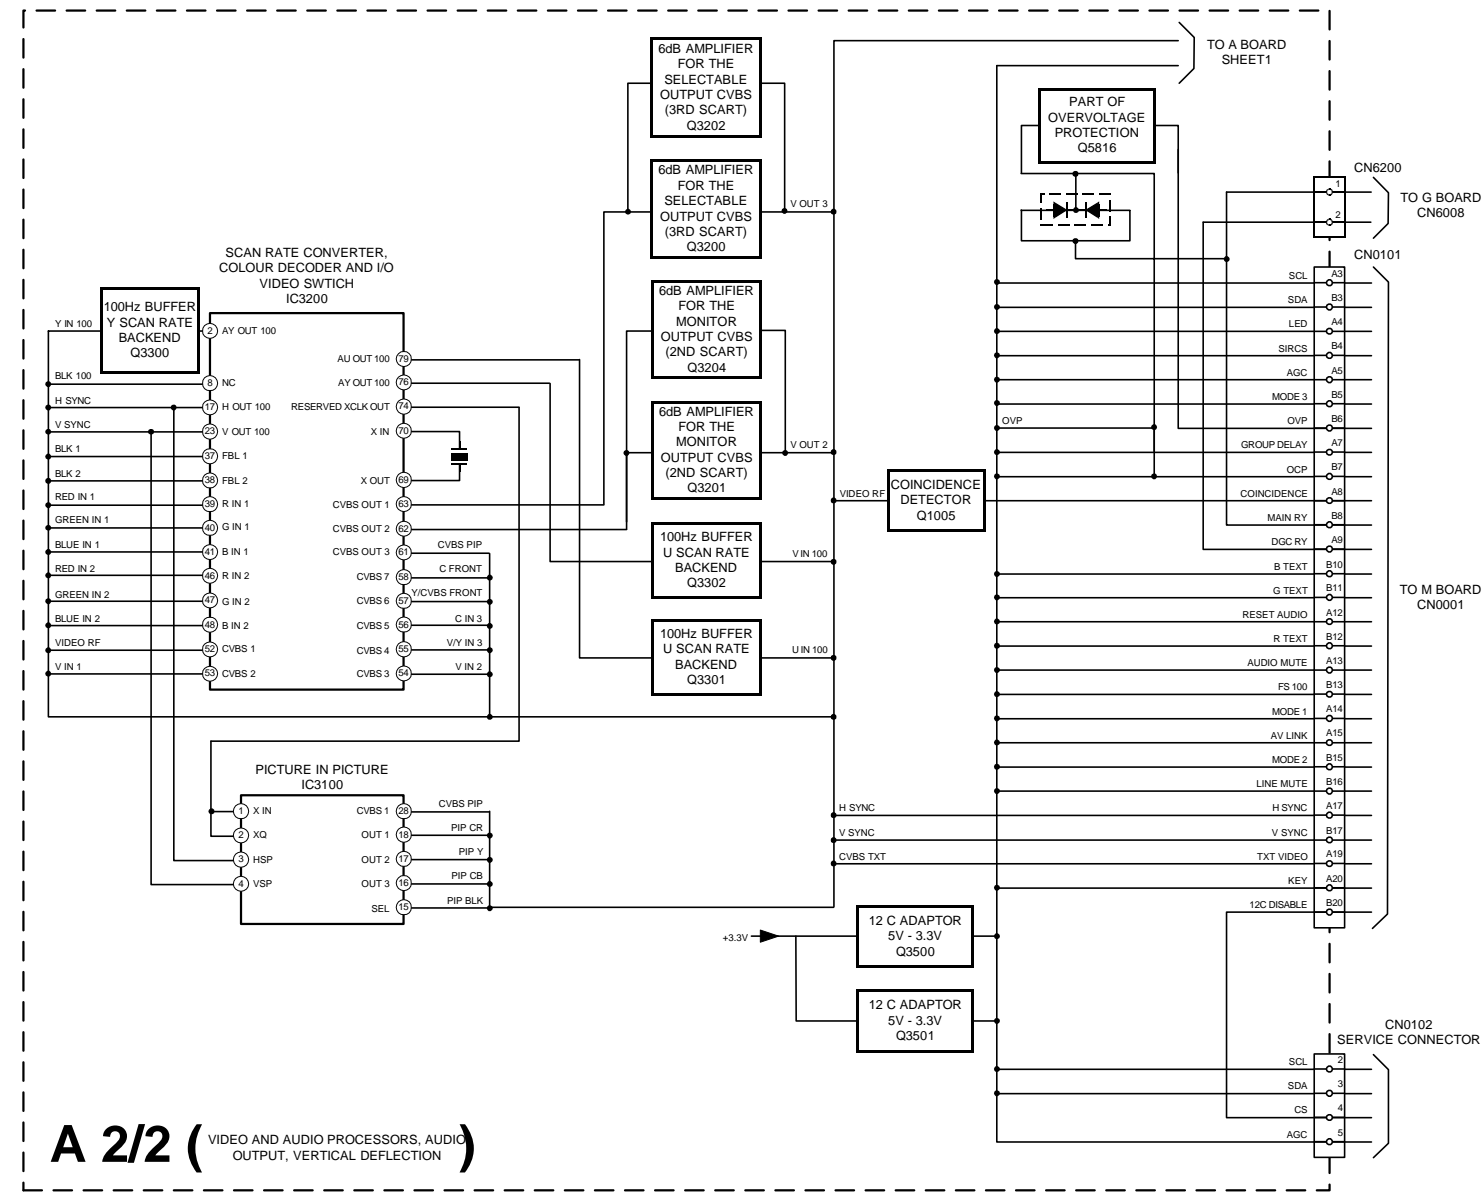 TO A BOARD
SHEET1
6dB AMPLIFIER
FOR THE
SELECTABLE
OUTPUT CVBS
(3RD SCART)
Q3202
PART OF
OVERVOLTAGE
PROTECTION
Q5816
6dB AMPLIFIER
FOR THE
SELECTABLE
OUTPUT CVBS
(3RD SCART)
Q3200
V OUT 3
CN6200
1
2
TO G BOARD
CN6008
SCAN RATE CONVERTER,
COLOUR DECODER AND I/O
VIDEO SWTICH
IC3200
100Hz BUFFER
Y SCAN RATE
BACKEND
Q3300
Y IN 100
BLK 100
H SYNC
V SYNC
BLK 1
BLK 2
RED IN 1
GREEN IN 1
BLUE IN 1
RED IN 2
GREEN IN 2
BLUE IN 2
VIDEO RF
V IN 1
2 AY OUT 100
8 NC
17 H OUT 100
23 V OUT 100
37 FBL 1
38 FBL 2
39 R IN 1
40 G IN 1
41 B IN 1
46 R IN 2
47 G IN 2
48 B IN 2
52 CVBS 1
53 CVBS 2
AU OUT 100 79
AY OUT 100 76
RESERVED XCLK OUT 74
X IN 70
X OUT 69
CVBS OUT 1 63
CVBS OUT 2 62
CVBS OUT 3 61
CVBS 7 58
CVBS 6 57
CVBS 5 56
CVBS 4 55
CVBS 3 54
CVBS PIP
C FRONT
Y/CVBS FRONT
C IN 3
V/Y IN 3
V IN 2
6dB AMPLIFIER
FOR THE
MONITOR
OUTPUT CVBS
(2ND SCART)
Q3204
6dB AMPLIFIER
FOR THE
MONITOR
OUTPUT CVBS
(2ND SCART)
Q3201
V OUT 2
100Hz BUFFER
U SCAN RATE
BACKEND
Q3302
V IN 100
100Hz BUFFER
U SCAN RATE
BACKEND
Q3301
U IN 100
VIDEO RF
COINCIDENCE
DETECTOR
Q1005
OVP
CN0101
SCL A3
SDA B3
LED A4
SIRCS B4
AGC A5
MODE 3 B5
OVP B6
GROUP DELAY A7
OCP B7
COINCIDENCE A8
MAIN RY B8
DGC RY A9
B TEXT B10
G TEXT B11
RESET AUDIO A12
R TEXT B12
AUDIO MUTE A13
FS 100 B13
MODE 1 A14
AV LINK A15
MODE 2 B15
LINE MUTE B16
H SYNC H SYNC A17
V SYNC V SYNC B17
CVBS TXT TXT VIDEO A19
KEY A20
12C DISABLE B20
TO M BOARD
CN0001
PICTURE IN PICTURE
IC3100
1 X IN
2 XQ
3 HSP
4 VSP
CVBS 1 28
OUT 1 18
OUT 2 17
OUT 3 16
SEL 15
CVBS PIP
PIP CR
PIP Y
PIP CB
PIP BLK
+3.3V
12 C ADAPTOR
5V - 3.3V
Q3500
12 C ADAPTOR
5V - 3.3V
Q3501
CN0102
SERVICE CONNECTOR
SCL 2
SDA 3
CS 4
AGC 5
A 2/2 ( VIDEO AND AUDIO PROCESSORS, AUDIO
OUTPUT, VERTICAL DEFLECTION )